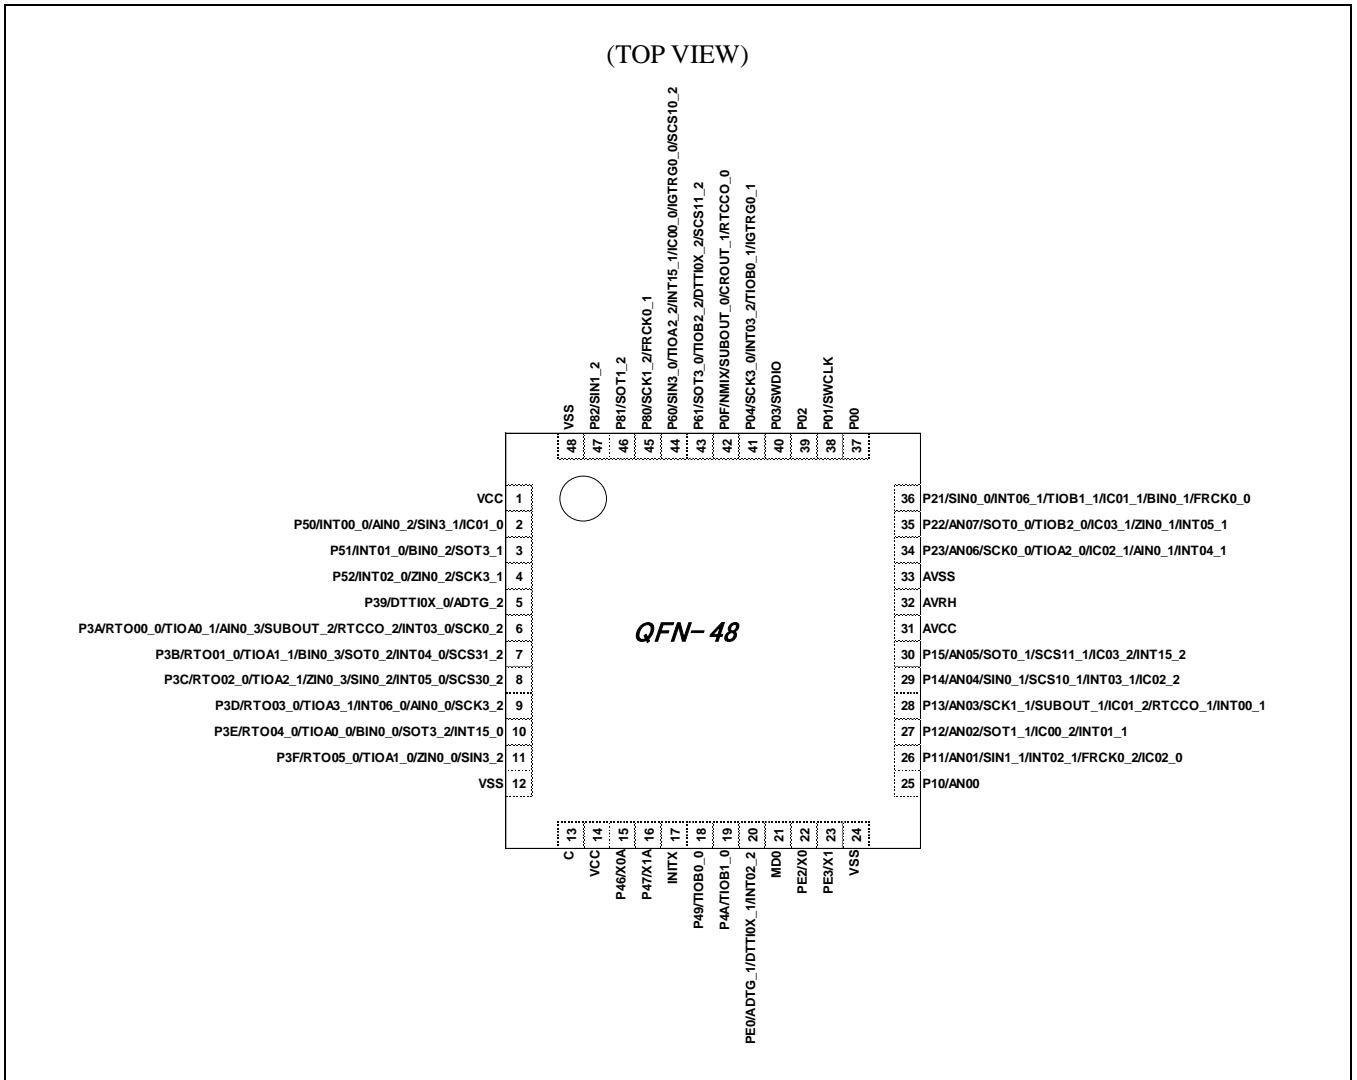 (TOP VIEW)
VSS
P82/SIN1_2
P81/SOT1_2
P80/SCK1_2/FRCK0_1
P60/SIN3_0/TIOA2_2/INT15_1/IC00_0/IGTRG0_0/SCS10_2
P61/SOT3_0/TIOB2_2/DTTI0X_2/SCS11_2
P0F/NMIX/SUBOUT_0/CROUT_1/RTCCO_0
P04/SCK3_0/INT03_2/TIOB0_1/IGTRG0_1
P03/SWDIO
P02
P01/SWCLK
P00
48
47
46
45
44
43
42
41
40
39
38
37
VCC 1
P50/INT00_0/AIN0_2/SIN3_1/IC01_0 2
P51/INT01_0/BIN0_2/SOT3_1 3
P52/INT02_0/ZIN0_2/SCK3_1 4
P39/DTTI0X_0/ADTG_2 5
P3A/RTO00_0/TIOA0_1/AIN0_3/SUBOUT_2/RTCCO_2/INT03_0/SCK0_2 6
P3B/RTO01_0/TIOA1_1/BIN0_3/SOT0_2/INT04_0/SCS31_2 7
P3C/RTO02_0/TIOA2_1/ZIN0_3/SIN0_2/INT05_0/SCS30_2 8
P3D/RTO03_0/TIOA3_1/INT06_0/AIN0_0/SCK3_2 9
P3E/RTO04_0/TIOA0_0/BIN0_0/SOT3_2/INT15_0 10
P3F/RTO05_0/TIOA1_0/ZIN0_0/SIN3_2 11
VSS 12
QFN-48
36 P21/SIN0_0/INT06_1/TIOB1_1/IC01_1/BIN0_1/FRCK0_0
35 P22/AN07/SOT0_0/TIOB2_0/IC03_1/ZIN0_1/INT05_1
34 P23/AN06/SCK0_0/TIOA2_0/IC02_1/AIN0_1/INT04_1
33 AVSS
32 AVRH
31 AVCC
30 P15/AN05/SOT0_1/SCS11_1/IC03_2/INT15_2
29 P14/AN04/SIN0_1/SCS10_1/INT03_1/IC02_2
28 P13/AN03/SCK1_1/SUBOUT_1/IC01_2/RTCCO_1/INT00_1
27 P12/AN02/SOT1_1/IC00_2/INT01_1
26 P11/AN01/SIN1_1/INT02_1/FRCK0_2/IC02_0
25 P10/AN00
13
14
15
16
17
18
19
20
21
22
23
24
C
VCC
P46/X0A
P47/X1A
INITX
P49/TIOB0_0
P4A/TIOB1_0
PE0/ADTG_1/DTTI0X_1/INT02_2
MD0
PE2/X0
PE3/X1
VSS